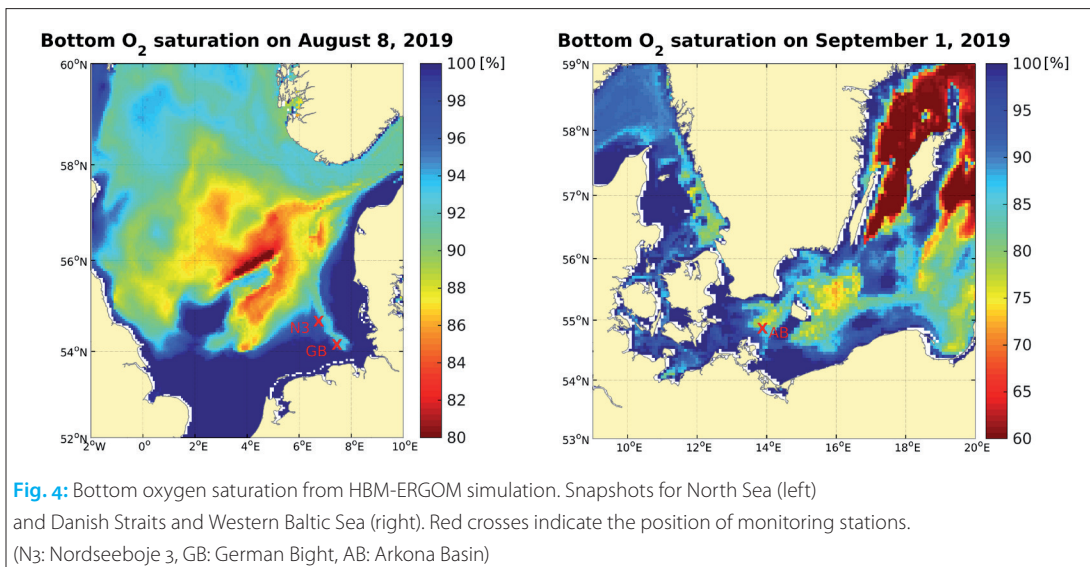 Bottom O₂ saturation on August 8, 2019
60°N
58°N
56°N
54°N
52°N
2°W
0°
2°E
4°E
6°E
8°E
10°E
N3
GB
100 [%]
98
96
94
92
90
88
86
84
82
80
Bottom O₂ saturation on September 1, 2019
59°N
58°N
57°N
56°N
55°N
54°N
53°N
10°E
12°E
14°E
16°E
18°E
20°E
AB
100 [%]
95
90
85
80
75
70
65
60
Fig. 4: Bottom oxygen saturation from HBM-ERGOM simulation. Snapshots for North Sea (left)
and Danish Straits and Western Baltic Sea (right). Red crosses indicate the position of monitoring stations.
(N3: Nordseeboje 3, GB: German Bight, AB: Arkona Basin)